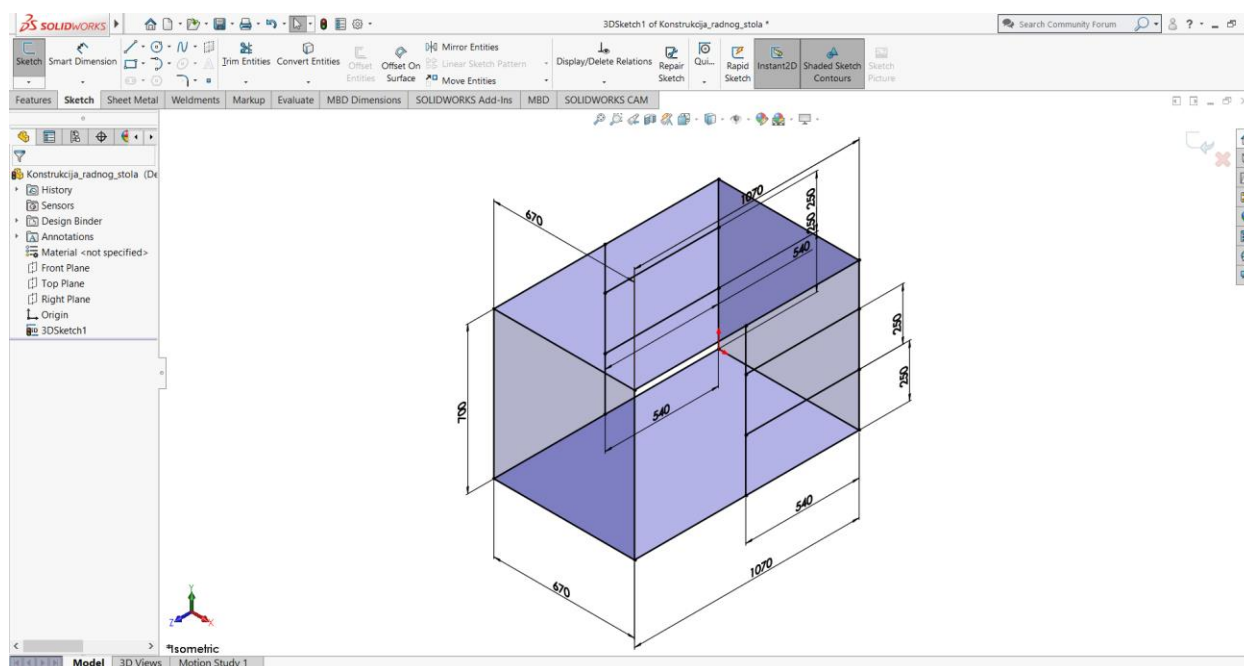 SOLIDWORKS
3DSketch1 of Konstrukcija_radnog_stola *
Search Community Forum
Sketch
Smart Dimension
Trim Entities
Convert Entities
Offset Entities
Offset On Surface
Mirror Entities
Linear Sketch Pattern
Move Entities
Display/Delete Relations
Repair Sketch
Qui...
Rapid Sketch
Instant2D
Shaded Sketch Contours
Sketch Picture
Features Sketch Sheet Metal Weldments Markup Evaluate MBD Dimensions SOLIDWORKS Add-Ins MBD SOLIDWORKS CAM
Konstrukcija_radnog_stola (De
History
Sensors
Design Binder
Annotations
Material <not specified>
Front Plane
Top Plane
Right Plane
Origin
3DSketch1
670
1070
250
250
540
250
250
700
540
540
1070
670
Y
Z
X
*Isometric
Model 3D Views Motion Study 1